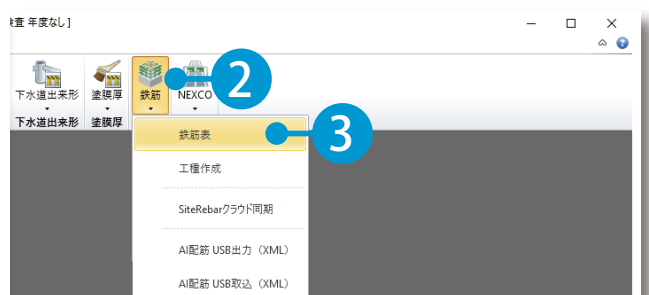 検査 年度なし]
下水道出来形
塗膜厚
鉄筋
NEXCO
2
下水道出来形
塗膜厚
鉄筋表
3
工種作成
SiteRebarクラウド同期
AI配筋 USB出力（XML）
AI配筋 USB取込（XML）